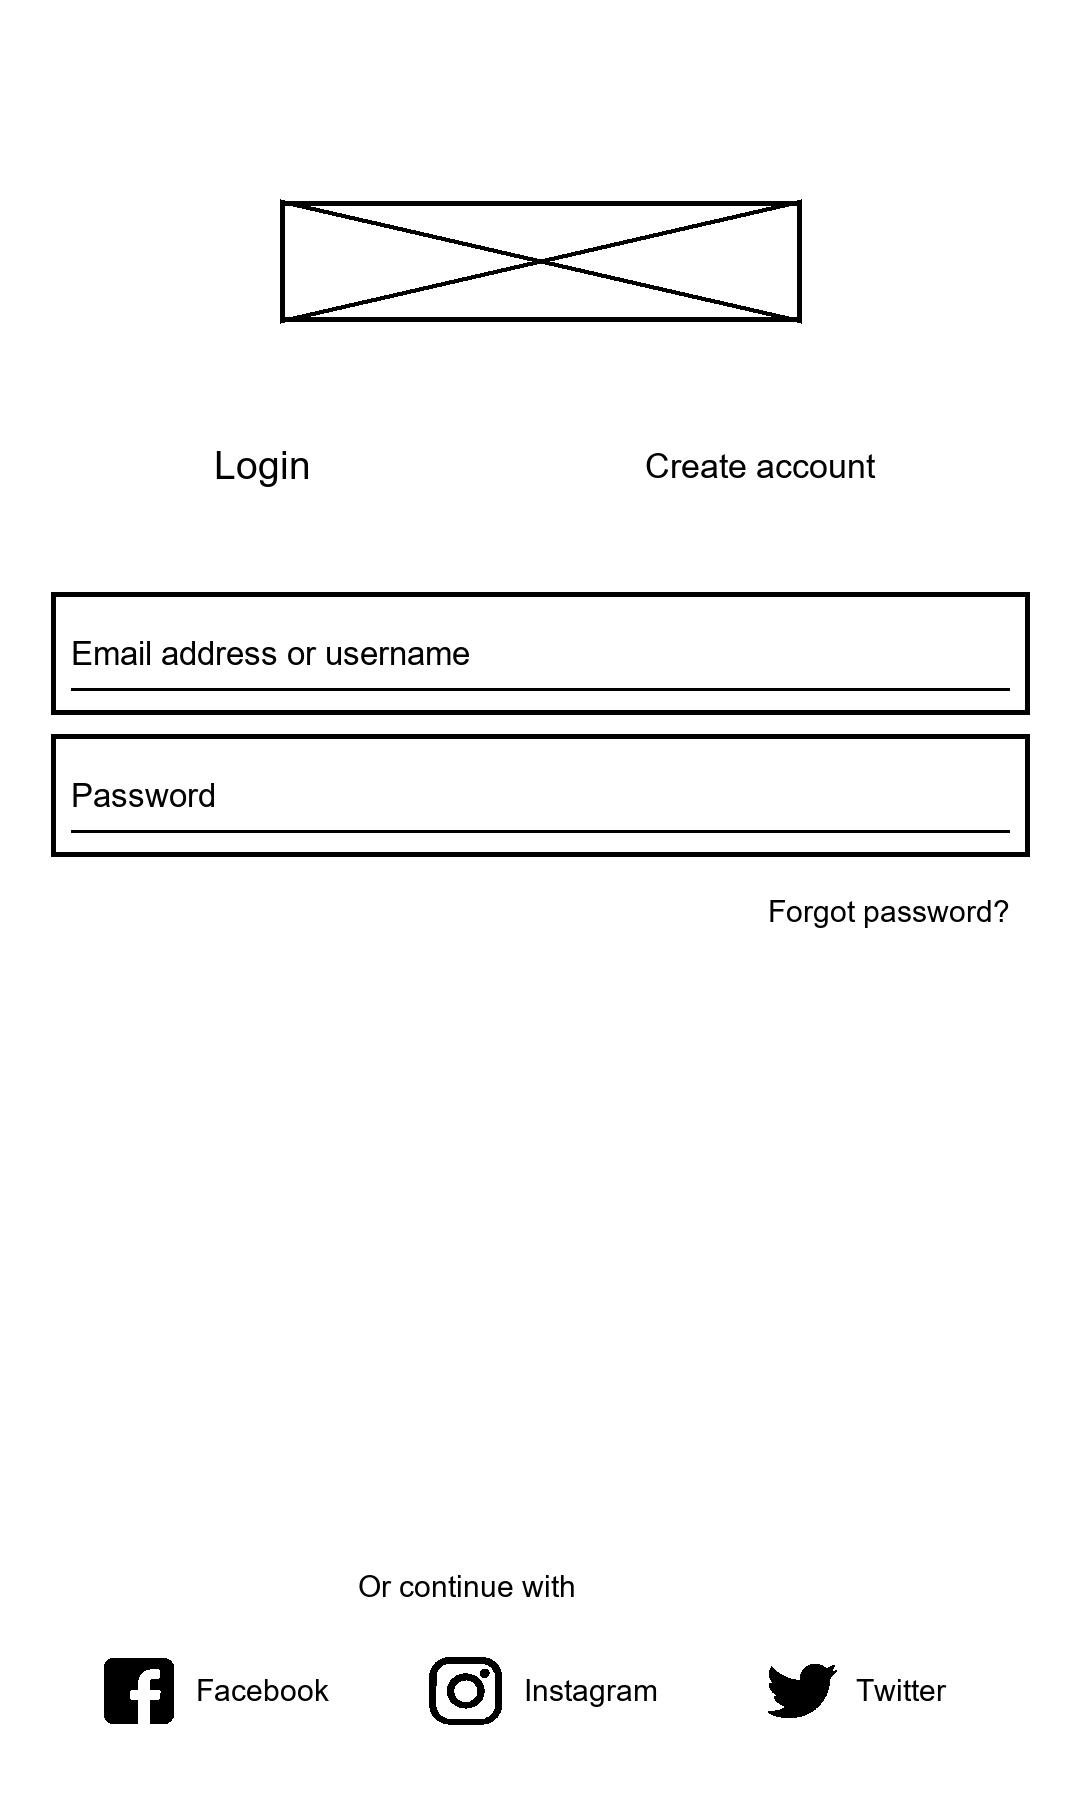 Login
Create account
Email address or username
Password
Forgot password?
Or continue with
Facebook
Instagram
Twitter